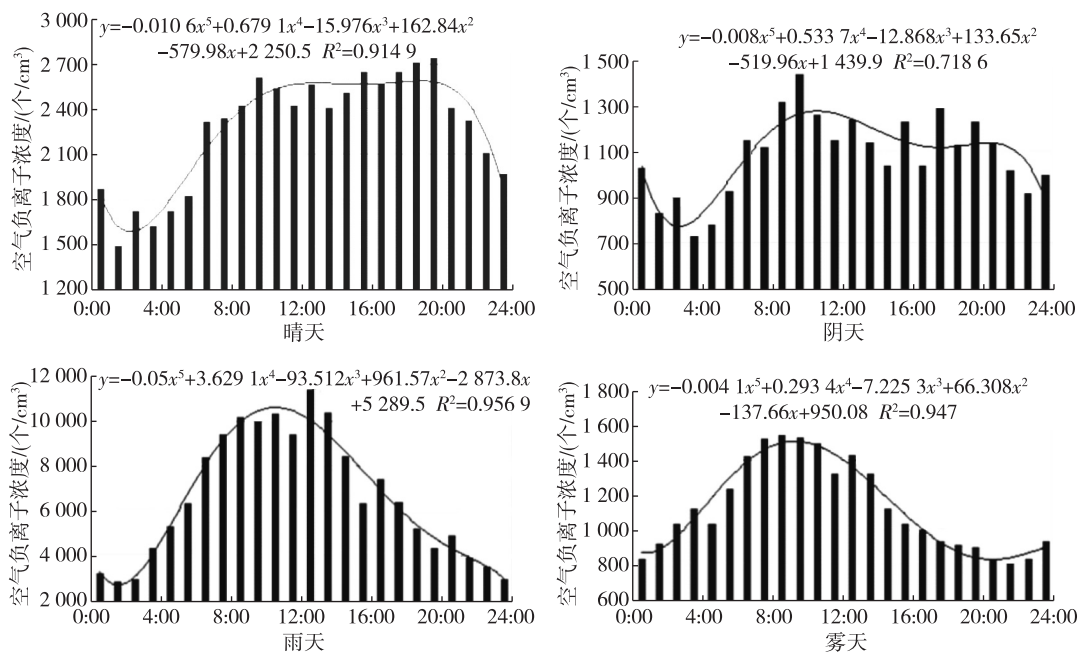 y=−0.010 6x⁵+0.679 1x⁴−15.976x³+162.84x²
−579.98x+2 250.5 R²=0.914 9
空气负离子浓度/(个/cm³)
3 000
2 700
2 400
2 100
1 800
1 500
1 200
0:00 4:00 8:00 12:00 16:00 20:00 24:00
晴天
y=−0.008x⁵+0.533 7x⁴−12.868x³+133.65x²
−519.96x+1 439.9 R²=0.718 6
空气负离子浓度/(个/cm³)
1 500
1 300
1 100
900
700
500
0:00 4:00 8:00 12:00 16:00 20:00 24:00
阴天
y=−0.05x⁵+3.629 1x⁴−93.512x³+961.57x²−2 873.8x
+5 289.5 R²=0.956 9
空气负离子浓度/(个/cm³)
12 000
10 000
8 000
6 000
4 000
2 000
0:00 4:00 8:00 12:00 16:00 20:00 24:00
雨天
y=−0.004 1x⁵+0.293 4x⁴−7.225 3x³+66.308x²
−137.66x+950.08 R²=0.947
空气负离子浓度/(个/cm³)
1 800
1 600
1 400
1 200
1 000
800
600
0:00 4:00 8:00 12:00 16:00 20:00 24:00
雾天